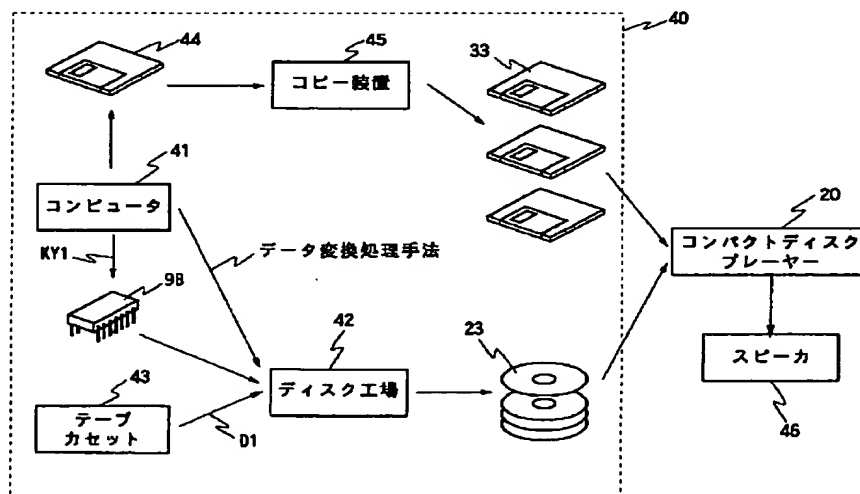 44
45
コピー装置
33
40
41
コンピュータ
KY1
データ変換処理手法
20
コンパクトディスク
プレーヤー
9B
42
ディスク工場
23
スピーカ
46
43
テープ
カセット
D1